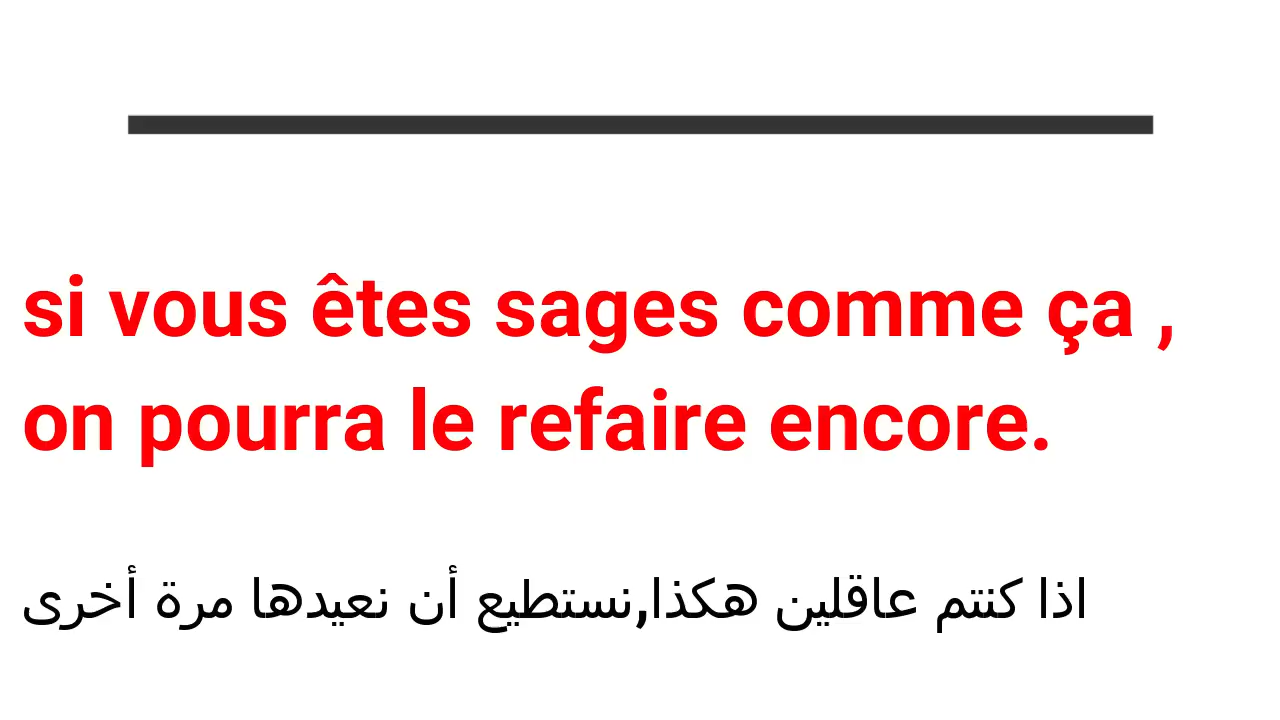 si vous êtes sages comme ça ,
on pourra le refaire encore.
اذا كنتم عاقلين هكذا,نستطيع أن نعيدها مرة أخرى